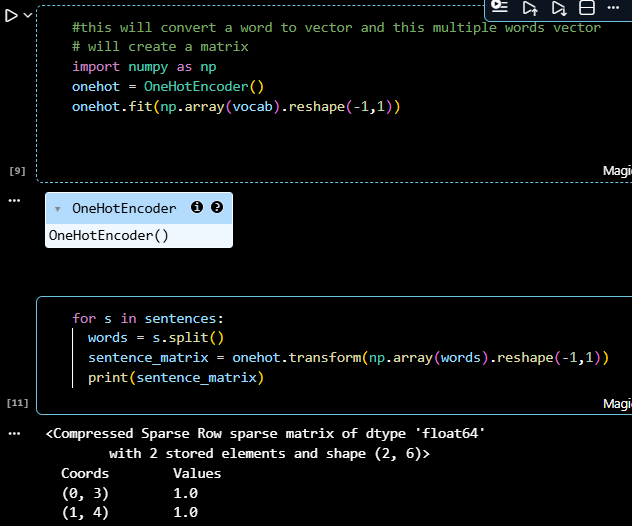 #this will convert a word to vector and this multiple words vector
# will create a matrix
import numpy as np
onehot = OneHotEncoder()
onehot.fit(np.array(vocab).reshape(-1,1))
[9]
Magi
...
OneHotEncoder
OneHotEncoder()
for s in sentences:
words = s.split()
sentence_matrix = onehot.transform(np.array(words).reshape(-1,1))
print(sentence_matrix)
[11]
Magi
...
<Compressed Sparse Row sparse matrix of dtype 'float64'
with 2 stored elements and shape (2, 6)>
Coords Values
(0, 3) 1.0
(1, 4) 1.0